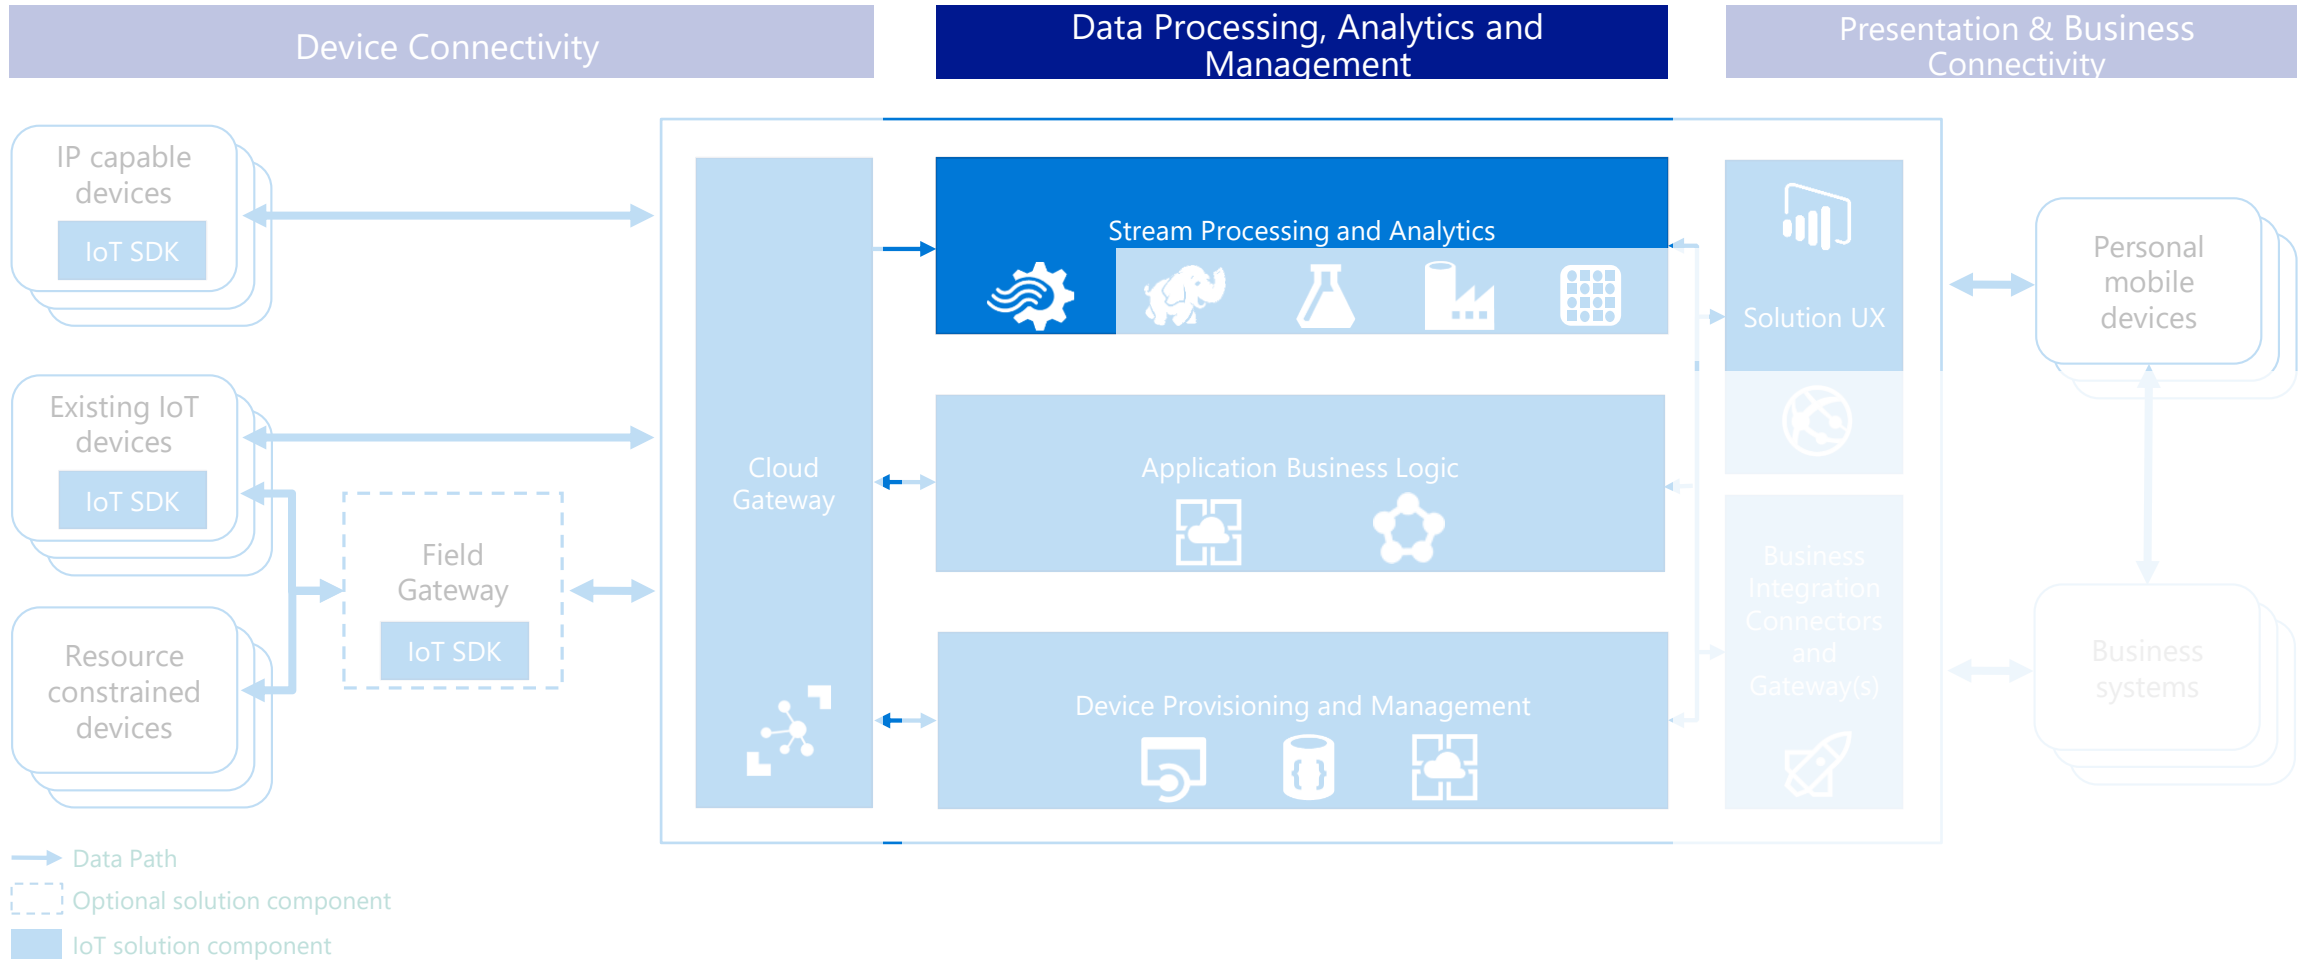 Device Connectivity
Data Processing, Analytics and
Management
Presentation & Business
Connectivity
IP capable
devices
IoT SDK
Existing IoT
devices
IoT SDK
Resource
constrained
devices
Field
Gateway
IoT SDK
Cloud
Gateway
Stream Processing and Analytics
Application Business Logic
Device Provisioning and Management
{ }
Solution UX
Business
Integration
Connectors
and
Gateway(s)
Personal
mobile
devices
Business
systems
Data Path
Optional solution component
IoT solution component